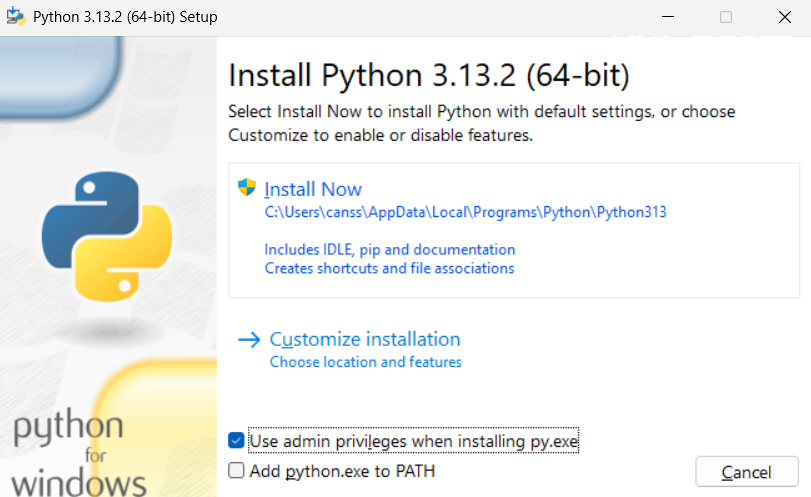 Python 3.13.2 (64-bit) Setup
Install Python 3.13.2 (64-bit)
Select Install Now to install Python with default settings, or choose
Customize to enable or disable features.
Install Now
C:\Users\canss\AppData\Local\Programs\Python\Python313
Includes IDLE, pip and documentation
Creates shortcuts and file associations
Customize installation
Choose location and features
Use admin privileges when installing py.exe
Add python.exe to PATH
Cancel
python
for
windows